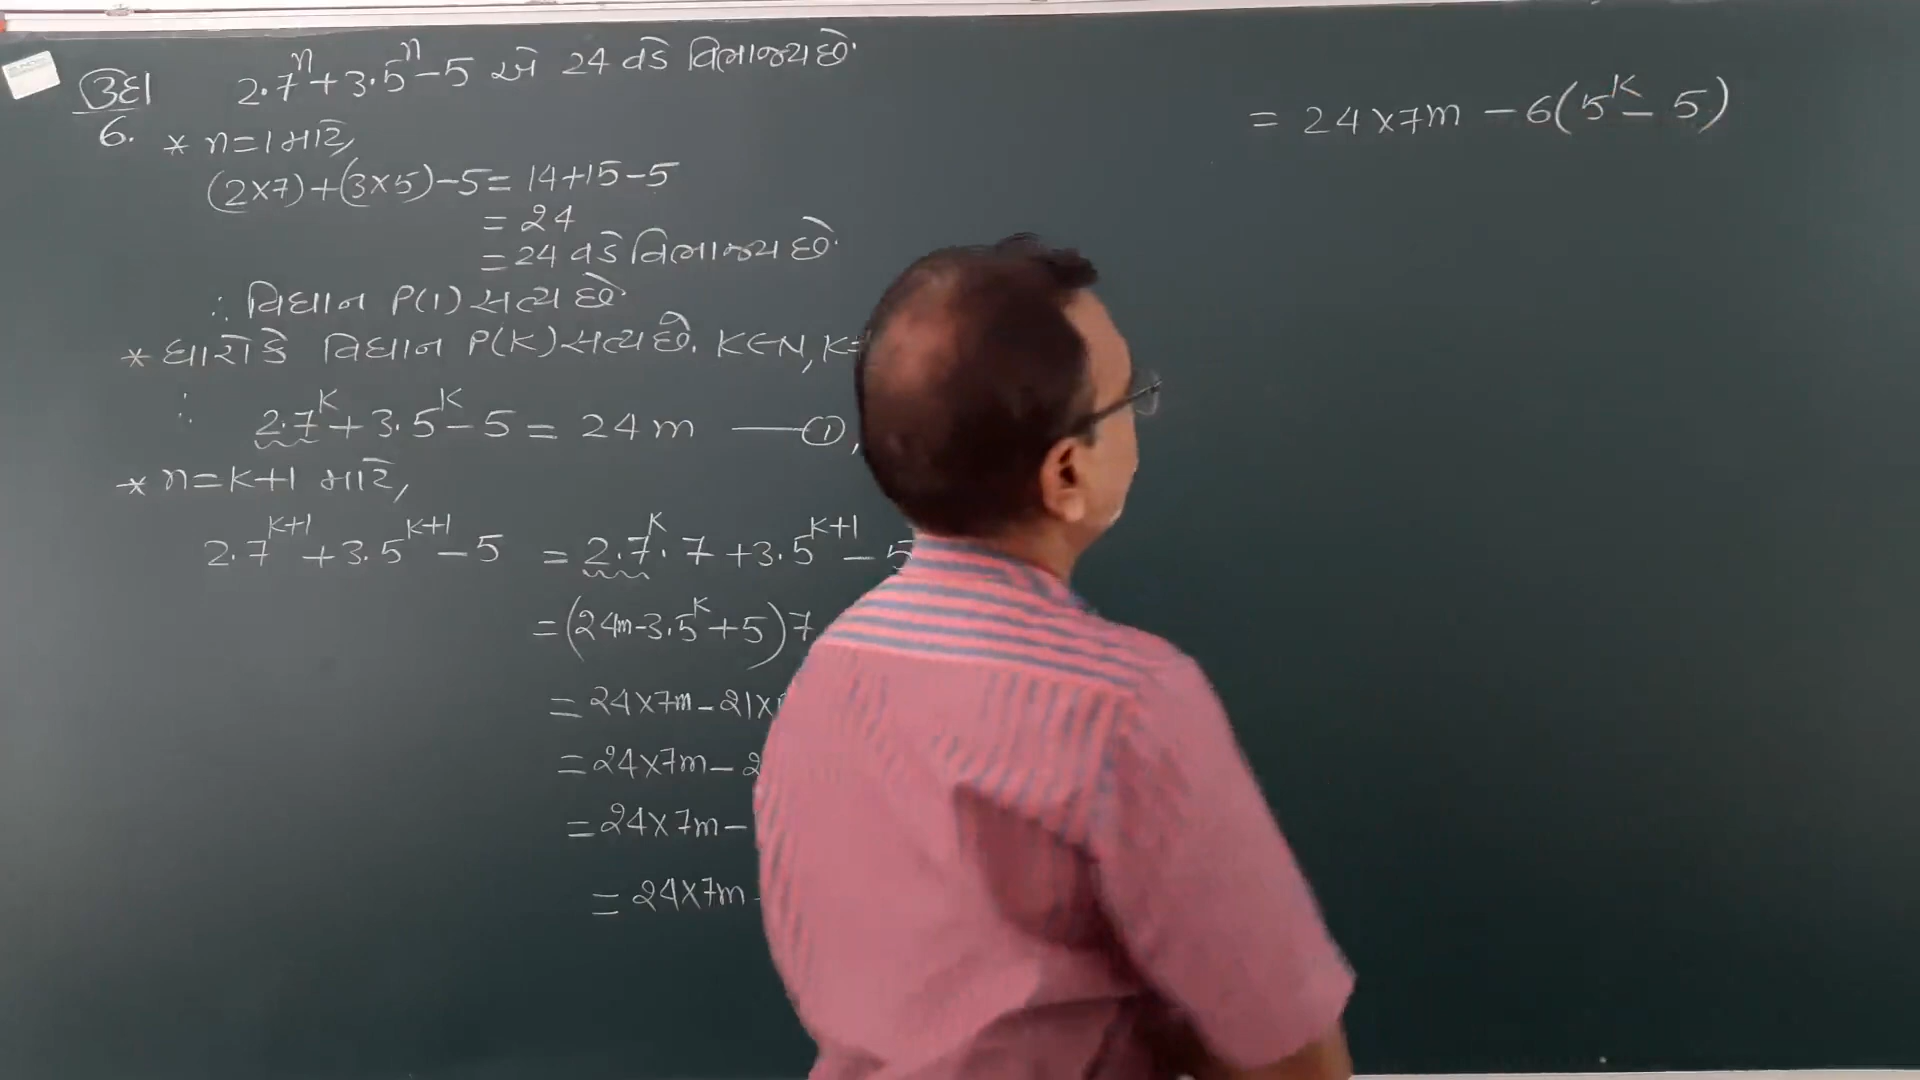 ઉદા 6. 2.7ⁿ + 3.5ⁿ - 5 એ 24 વડે વિભાજ્ય છે.
* n=1 માટે,
(2×7)+(3×5)-5 = 14+15-5
= 24
= 24 વડે વિભાજ્ય છે.
∴ વિધાન P(1) સત્ય છે.
* ધારોકે વિધાન P(K) સત્ય છે. K∈N, K=
∴ 2.7ᴷ + 3.5ᴷ - 5 = 24m —— ①,
* n=K+1 માટે,
2.7ᴷ⁺¹ + 3.5ᴷ⁺¹ - 5 = 2.7ᴷ.7 + 3.5ᴷ⁺¹ - 5
= (24m - 3.5ᴷ + 5)7
= 24×7m - 21×
= 24×7m - 2
= 24×7m -
= 24×7m -
= 24×7m - 6(5ᴷ - 5)